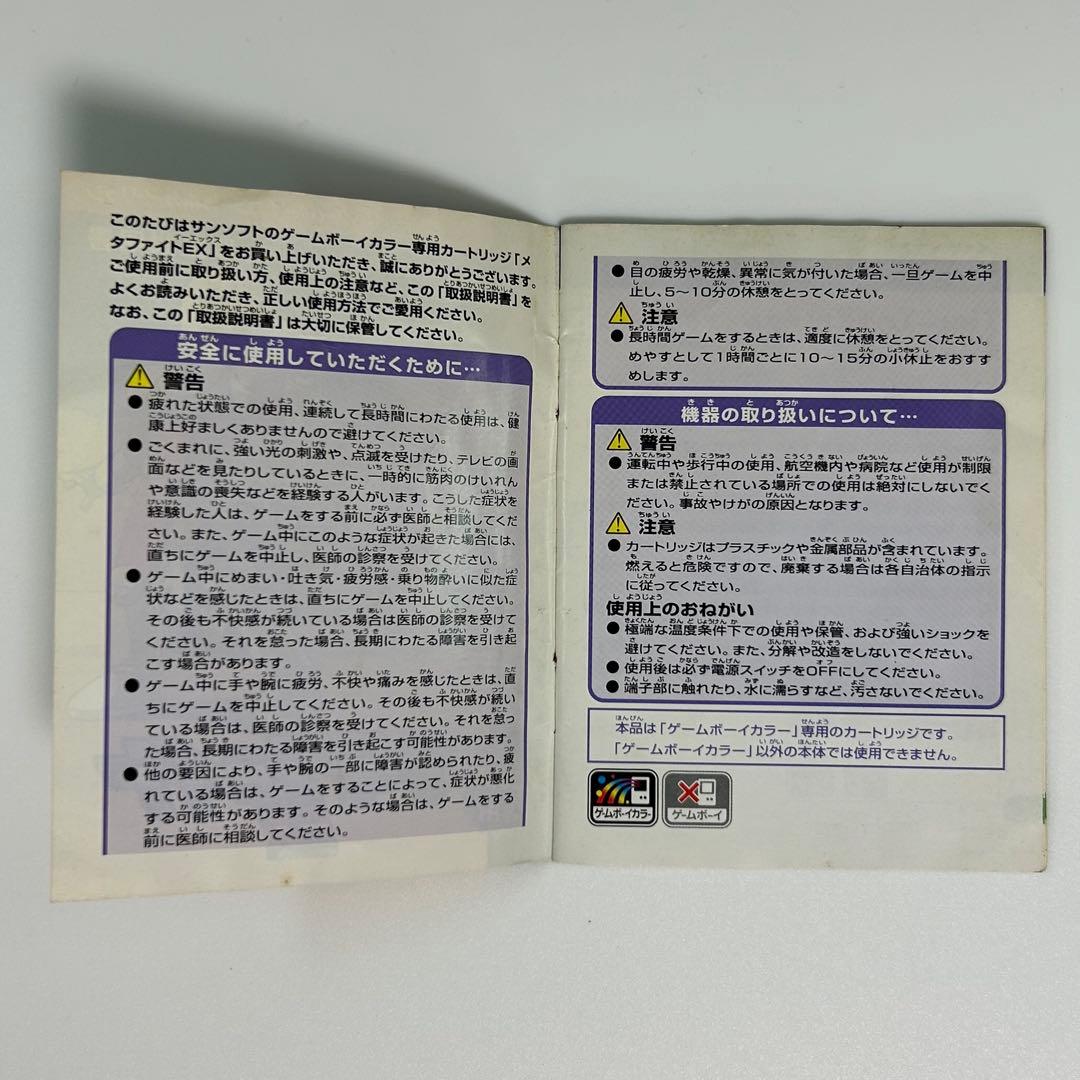 このたびはサンソフトのゲームボーイカラー専用カートリッジ「メ
タファイトEX」をお買い上げいただき、誠にありがとうございます。
ご使用前に取り扱い方、使用上の注意など、この「取扱説明書」を
よくお読みいただき、正しい使用方法でご愛用ください。
なお、この「取扱説明書」は大切に保管してください。
安全に使用していただくために…
警告
●疲れた状態での使用、連続して長時間にわたる使用は、健
康上好ましくありませんので避けてください。
●ごくまれに、強い光の刺激や、点滅を受けたり、テレビの画
面などを見たりしているときに、一時的に筋肉のけいれん
や意識の喪失などを経験する人がいます。こうした症状を
経験した人は、ゲームをする前に必ず医師と相談してくだ
さい。また、ゲーム中にこのような症状が起きた場合には、
直ちにゲームを中止し、医師の診察を受けてください。
●ゲーム中にめまい・吐き気・疲労感・乗り物酔いに似た症
状などを感じたときは、直ちにゲームを中止してください。
その後も不快感が続いている場合は医師の診察を受けて
ください。それを怠った場合、長期にわたる障害を引き起
こす場合があります。
●ゲーム中に手や腕に疲労、不快や痛みを感じたときは、直
ちにゲームを中止してください。その後も不快感が続い
ている場合は、医師の診察を受けてください。それを怠っ
た場合、長期にわたる障害を引き起こす可能性があります。
●他の要因により、手や腕の一部に障害が認められたり、疲
れている場合は、ゲームをすることによって、症状が悪化
する可能性があります。そのような場合は、ゲームをする
前に医師に相談してください。
●目の疲労や乾燥、異常に気が付いた場合、一旦ゲームを中
止し、5〜10分の休憩をとってください。
注意
●長時間ゲームをするときは、適度に休憩をとってください。
めやすとして1時間ごとに10〜15分の小休止をおすす
めします。
機器の取り扱いについて…
警告
●運転中や歩行中の使用、航空機内や病院など使用が制限
または禁止されている場所での使用は絶対にしないでく
ださい。事故やけがの原因となります。
注意
●カートリッジはプラスチックや金属部品が含まれています。
燃えると危険ですので、廃棄する場合は各自治体の指示
に従ってください。
使用上のおねがい
●極端な温度条件下での使用や保管、および強いショックを
避けてください。また、分解や改造をしないでください。
●使用後は必ず電源スイッチをOFFにしてください。
●端子部に触れたり、水に濡らすなど、汚さないでください。
本品は「ゲームボーイカラー」専用のカートリッジです。
「ゲームボーイカラー」以外の本体では使用できません。
ゲームボーイカラー
ゲームボーイ